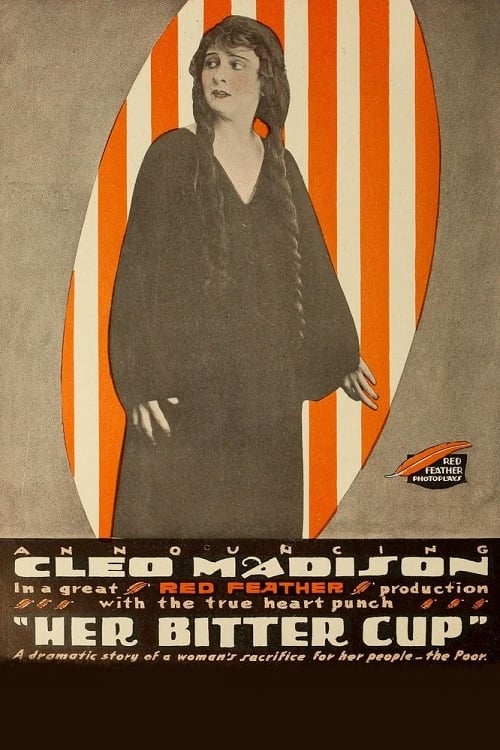 RED
FEATHER
PHOTOPLAYS
ANNOUNCING
CLEO MADISON
In a great RED FEATHER production
with the true heart punch
"HER BITTER CUP"
A dramatic story of a woman's sacrifice for her people - the Poor.